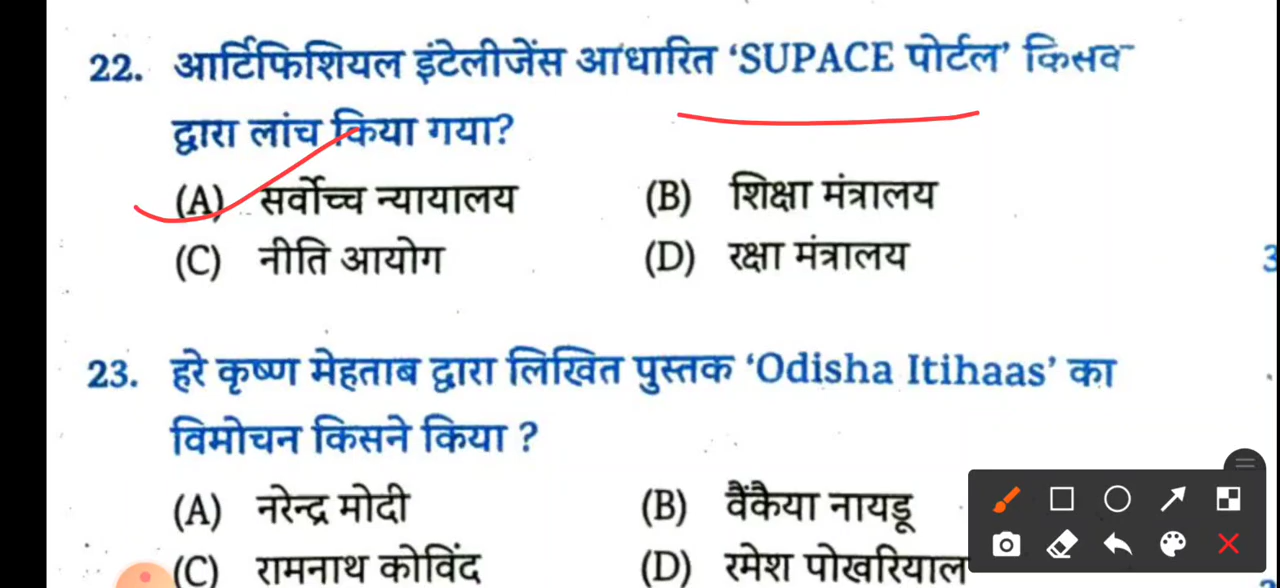 22. आर्टिफिशियल इंटेलीजेंस आधारित ‘SUPACE पोर्टल’
द्वारा लांच किया गया?
(A) सर्वोच्च न्यायालय (B) शिक्षा मंत्रालय
(C) नीति आयोग (D) रक्षा मंत्रालय
3
23. हरे कृष्ण मेहताब द्वारा लिखित पुस्तक ‘Odisha Itihaas’ का
विमोचन किसने किया ?
(A) नरेन्द्र मोदी (B) वैंकैया नायडू
(C) रामनाथ कोविंद (D) रमेश पोखरियाल